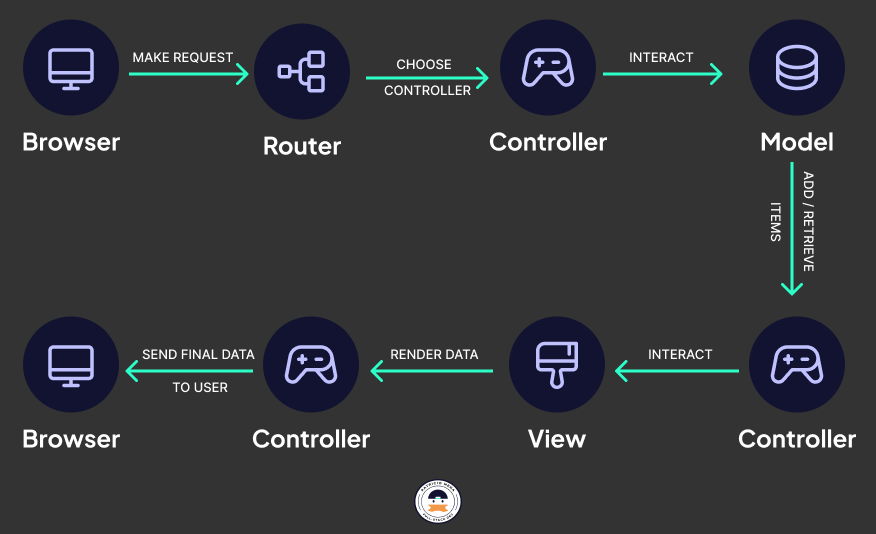 MAKE REQUEST
CHOOSE
CONTROLLER
INTERACT
Browser
Router
Controller
Model
ADD / RETRIEVE
ITEMS
SEND FINAL DATA
TO USER
RENDER DATA
INTERACT
Browser
Controller
View
Controller